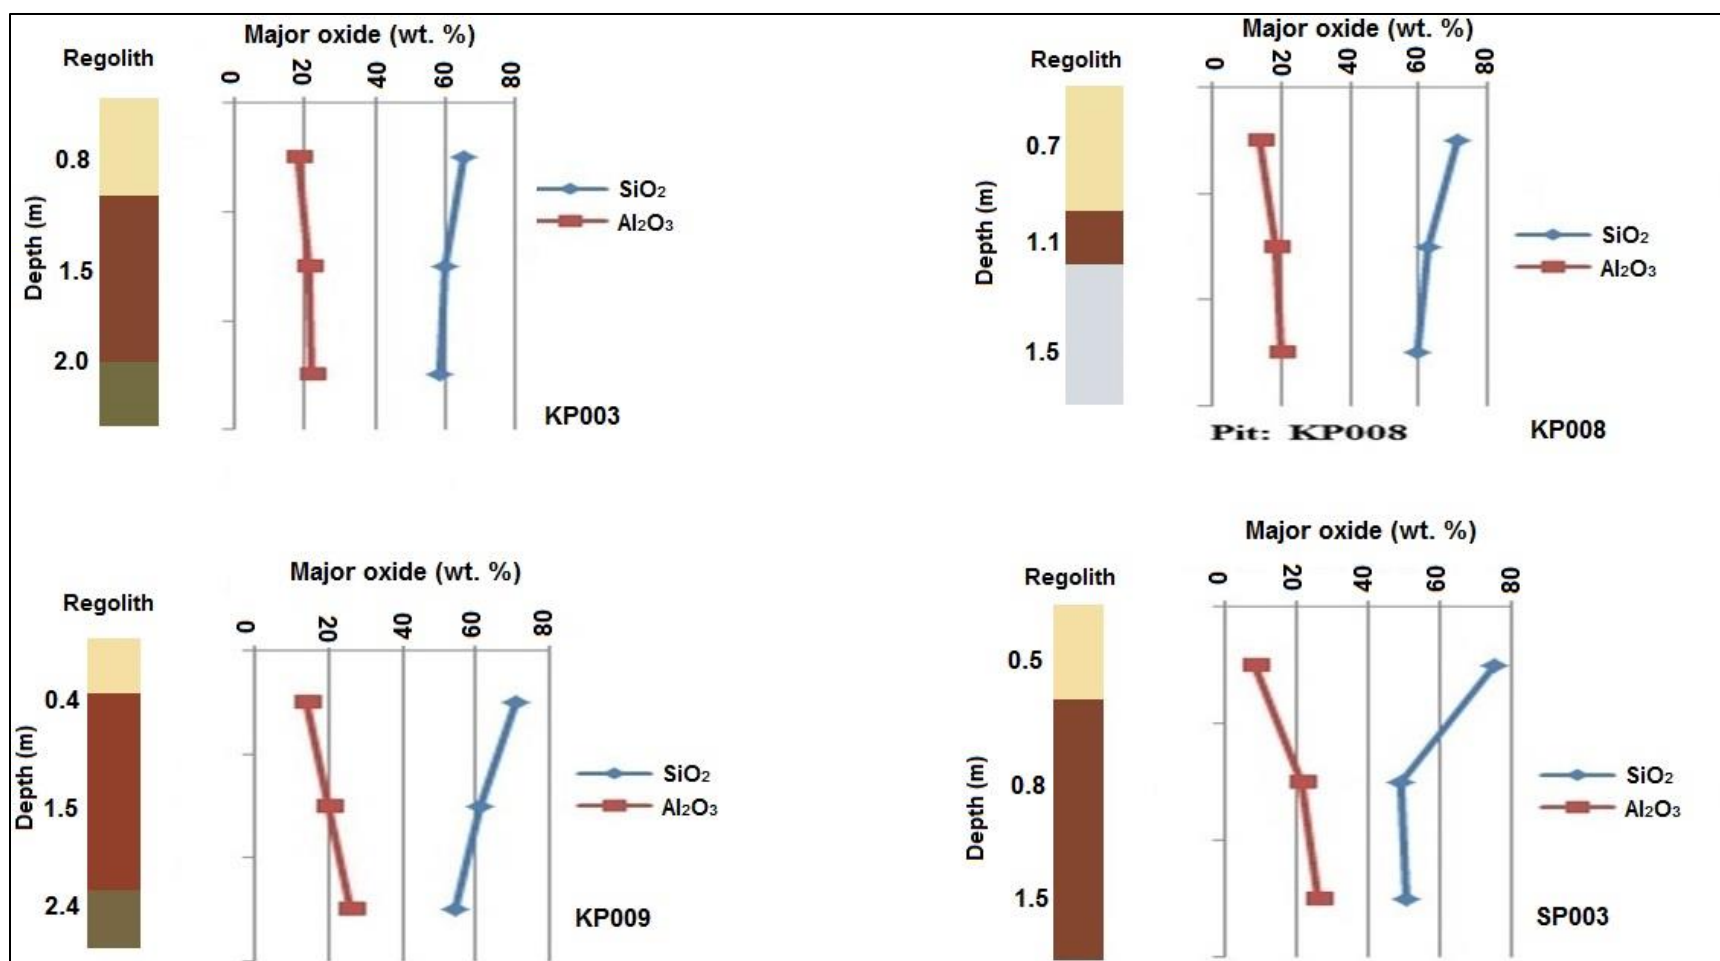 Major oxide (wt. %)
Regolith
0 20 40 60 80
0.8
1.5
2.0
Depth (m)
SiO2
Al2O3
KP003
Major oxide (wt. %)
Regolith
0 20 40 60 80
0.7
1.1
1.5
Depth (m)
SiO2
Al2O3
Pit: KP008
KP008
Major oxide (wt. %)
Regolith
0 20 40 60 80
0.4
1.5
2.4
Depth (m)
SiO2
Al2O3
KP009
Major oxide (wt. %)
Regolith
0 20 40 60 80
0.5
0.8
1.5
Depth (m)
SiO2
Al2O3
SP003